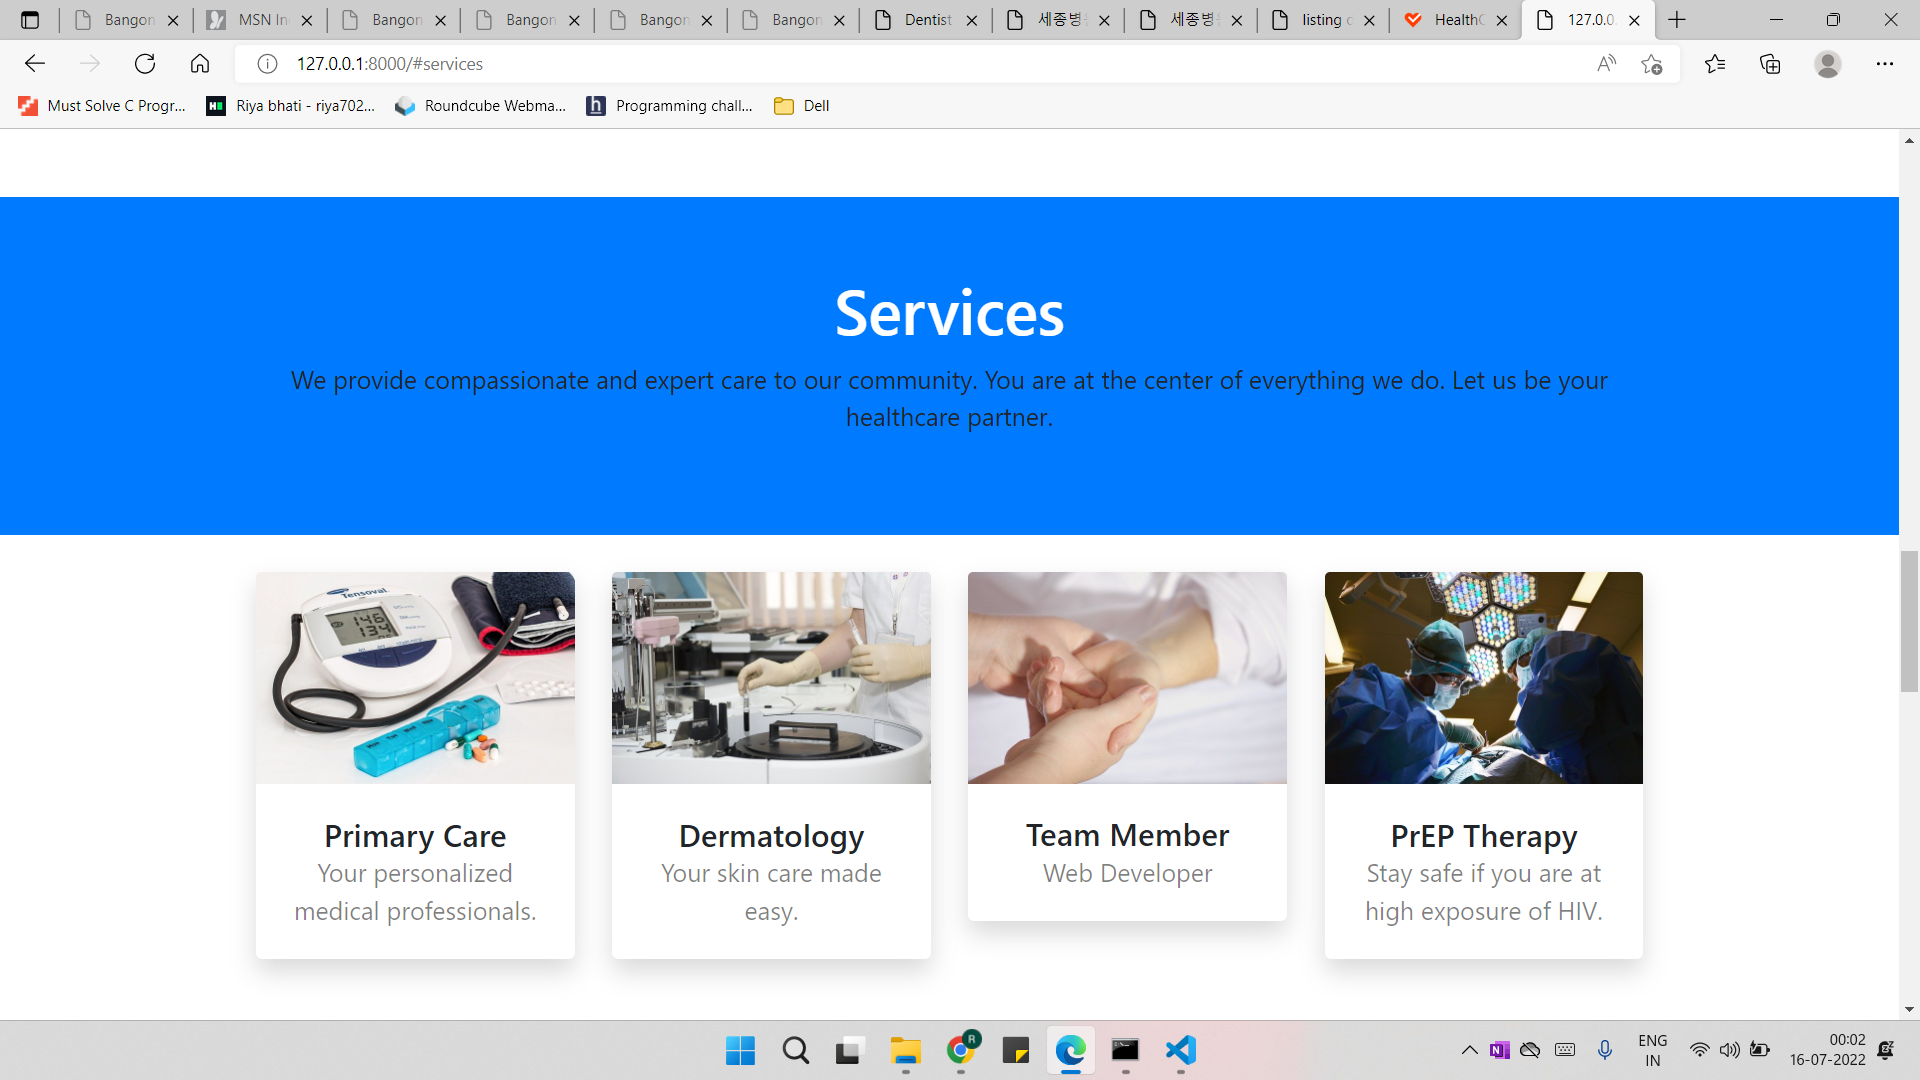 Bangon
MSN In
Bangon
Bangon
Bangon
Bangon
Dentist
세종병원
세종병원
listing o
HealthC
127.0.0.
127.0.0.1:8000/#services
Must Solve C Progr...
Riya bhati - riya702...
Roundcube Webma...
Programming chall...
Dell
Services
We provide compassionate and expert care to our community. You are at the center of everything we do. Let us be your
healthcare partner.
Tensoval
148
134
Primary Care
Your personalized
medical professionals.
Dermatology
Your skin care made
easy.
Team Member
Web Developer
PrEP Therapy
Stay safe if you are at
high exposure of HIV.
R
ENG
IN
00:02
16-07-2022